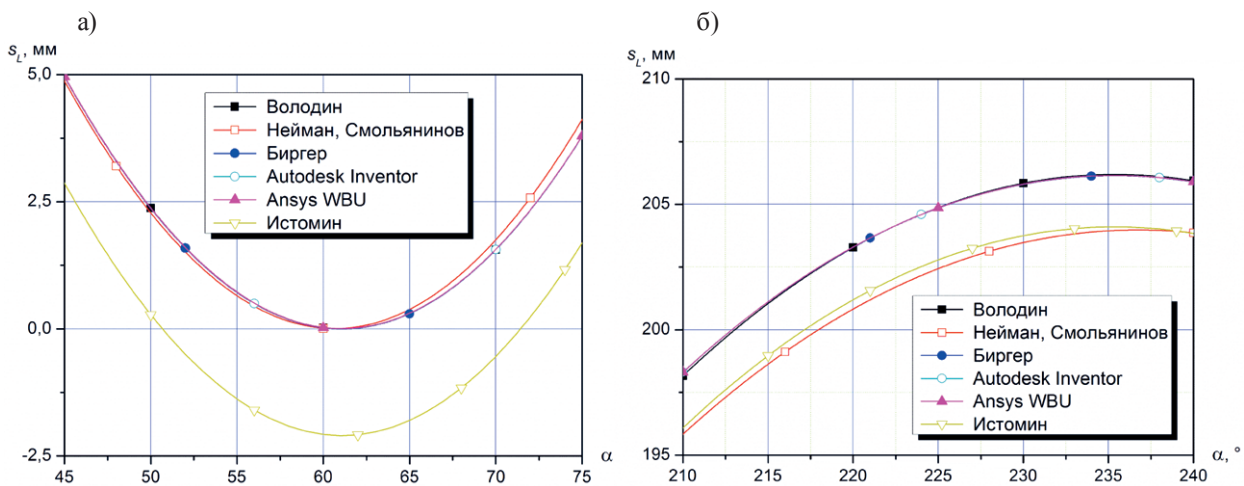 а)
s_L, мм
5,0
2,5
0,0
-2,5
45 50 55 60 65 70 75
α
Володин
Нейман, Смольянинов
Биргер
Autodesk Inventor
Ansys WBU
Истомин
б)
s_L, мм
210
205
200
195
210 215 220 225 230 235 240
α, °
Володин
Нейман, Смольянинов
Биргер
Autodesk Inventor
Ansys WBU
Истомин